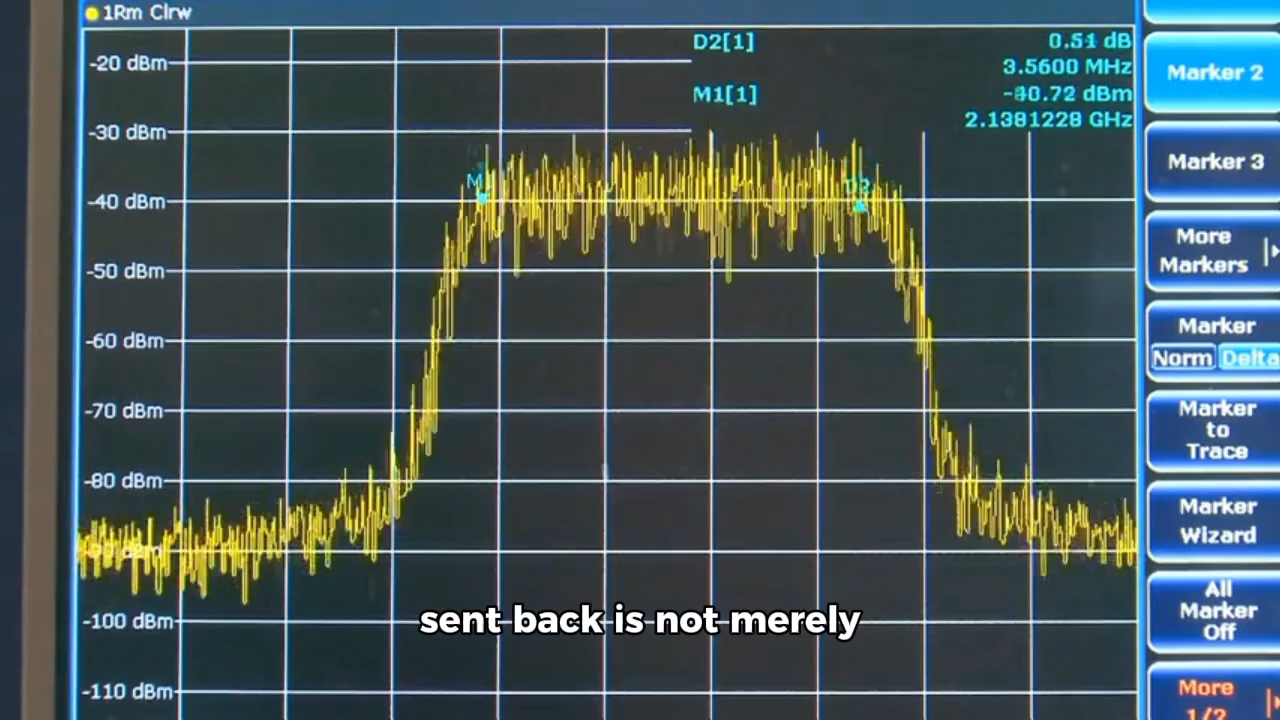 1Rm Clrw
D2[1]
0.51 dB
3.5600 MHz
M1[1]
-40.72 dBm
2.1381228 GHz
-20 dBm
-30 dBm
-40 dBm
-50 dBm
-60 dBm
-70 dBm
-80 dBm
-100 dBm
-110 dBm
D2
Marker 2
Marker 3
More
Markers
Marker
Norm Delta
Marker
to
Trace
Marker
Wizard
All
Marker
Off
More
1/2
sent back is not merely